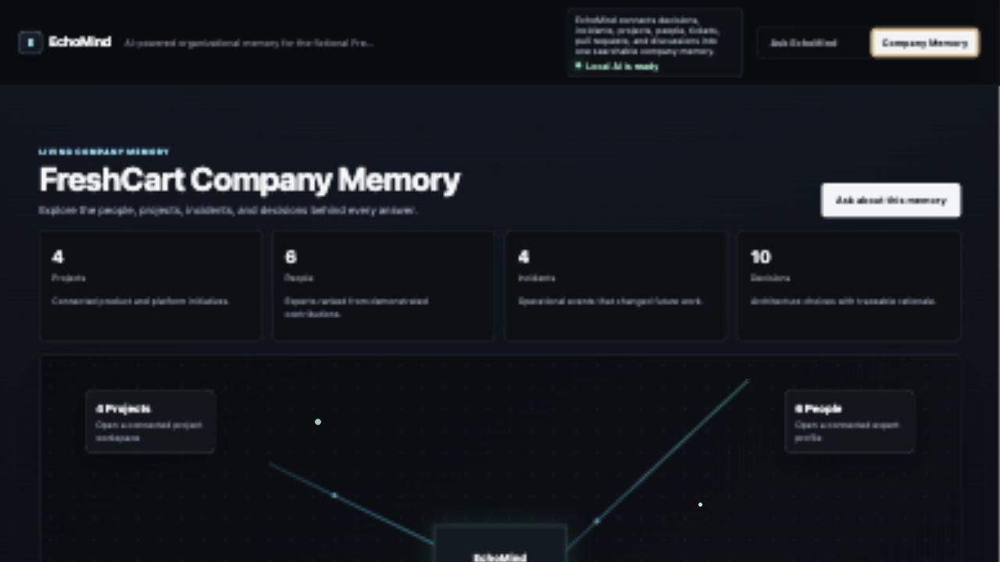 EchoMind
AI-powered organizational memory for the fictional Fre...
EchoMind connects decisions,
incidents, projects, people, tickets,
pull requests, and discussions into
one searchable company memory.
Local AI is ready
Ask EchoMind
Company Memory
LIVING COMPANY MEMORY
FreshCart Company Memory
Explore the people, projects, incidents, and decisions behind every answer.
Ask about this memory
4
Projects
Connected product and platform initiatives.
6
People
Experts ranked from demonstrated
contributions.
4
Incidents
Operational events that changed future work.
10
Decisions
Architecture choices with traceable rationale.
4 Projects
Open a connected project
workspace
6 People
Open a connected expert
profile
EchoMind